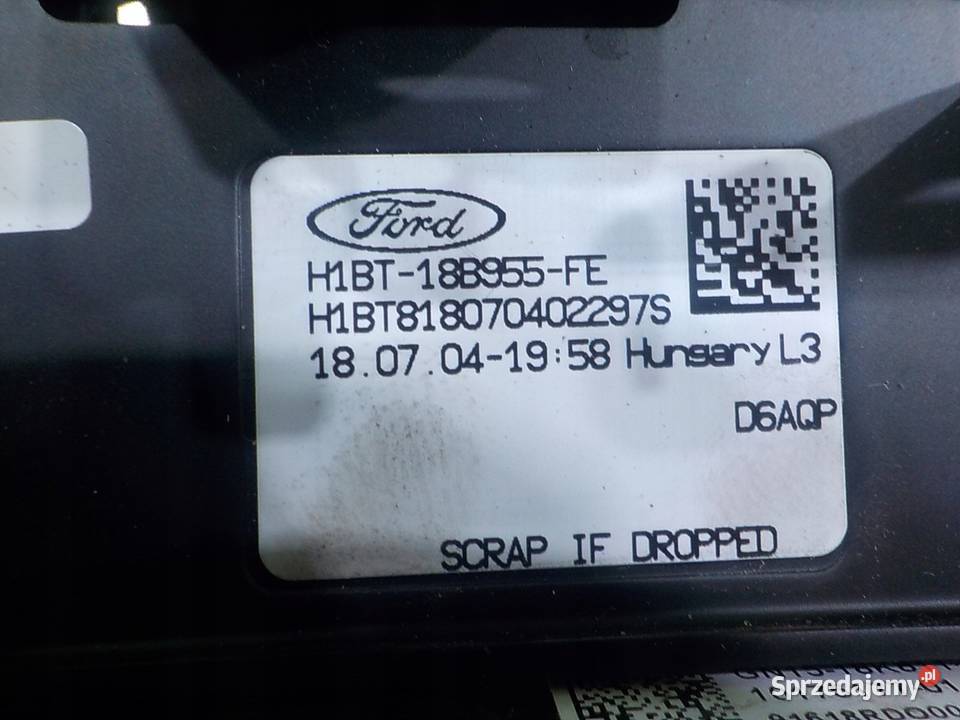 Ford
H1BT-18B955-FE
H1BT818070402297S
18.07.04-19:58 Hungary L3
D6AQP
SCRAP IF DROPPED
Sprzedajemy.pl